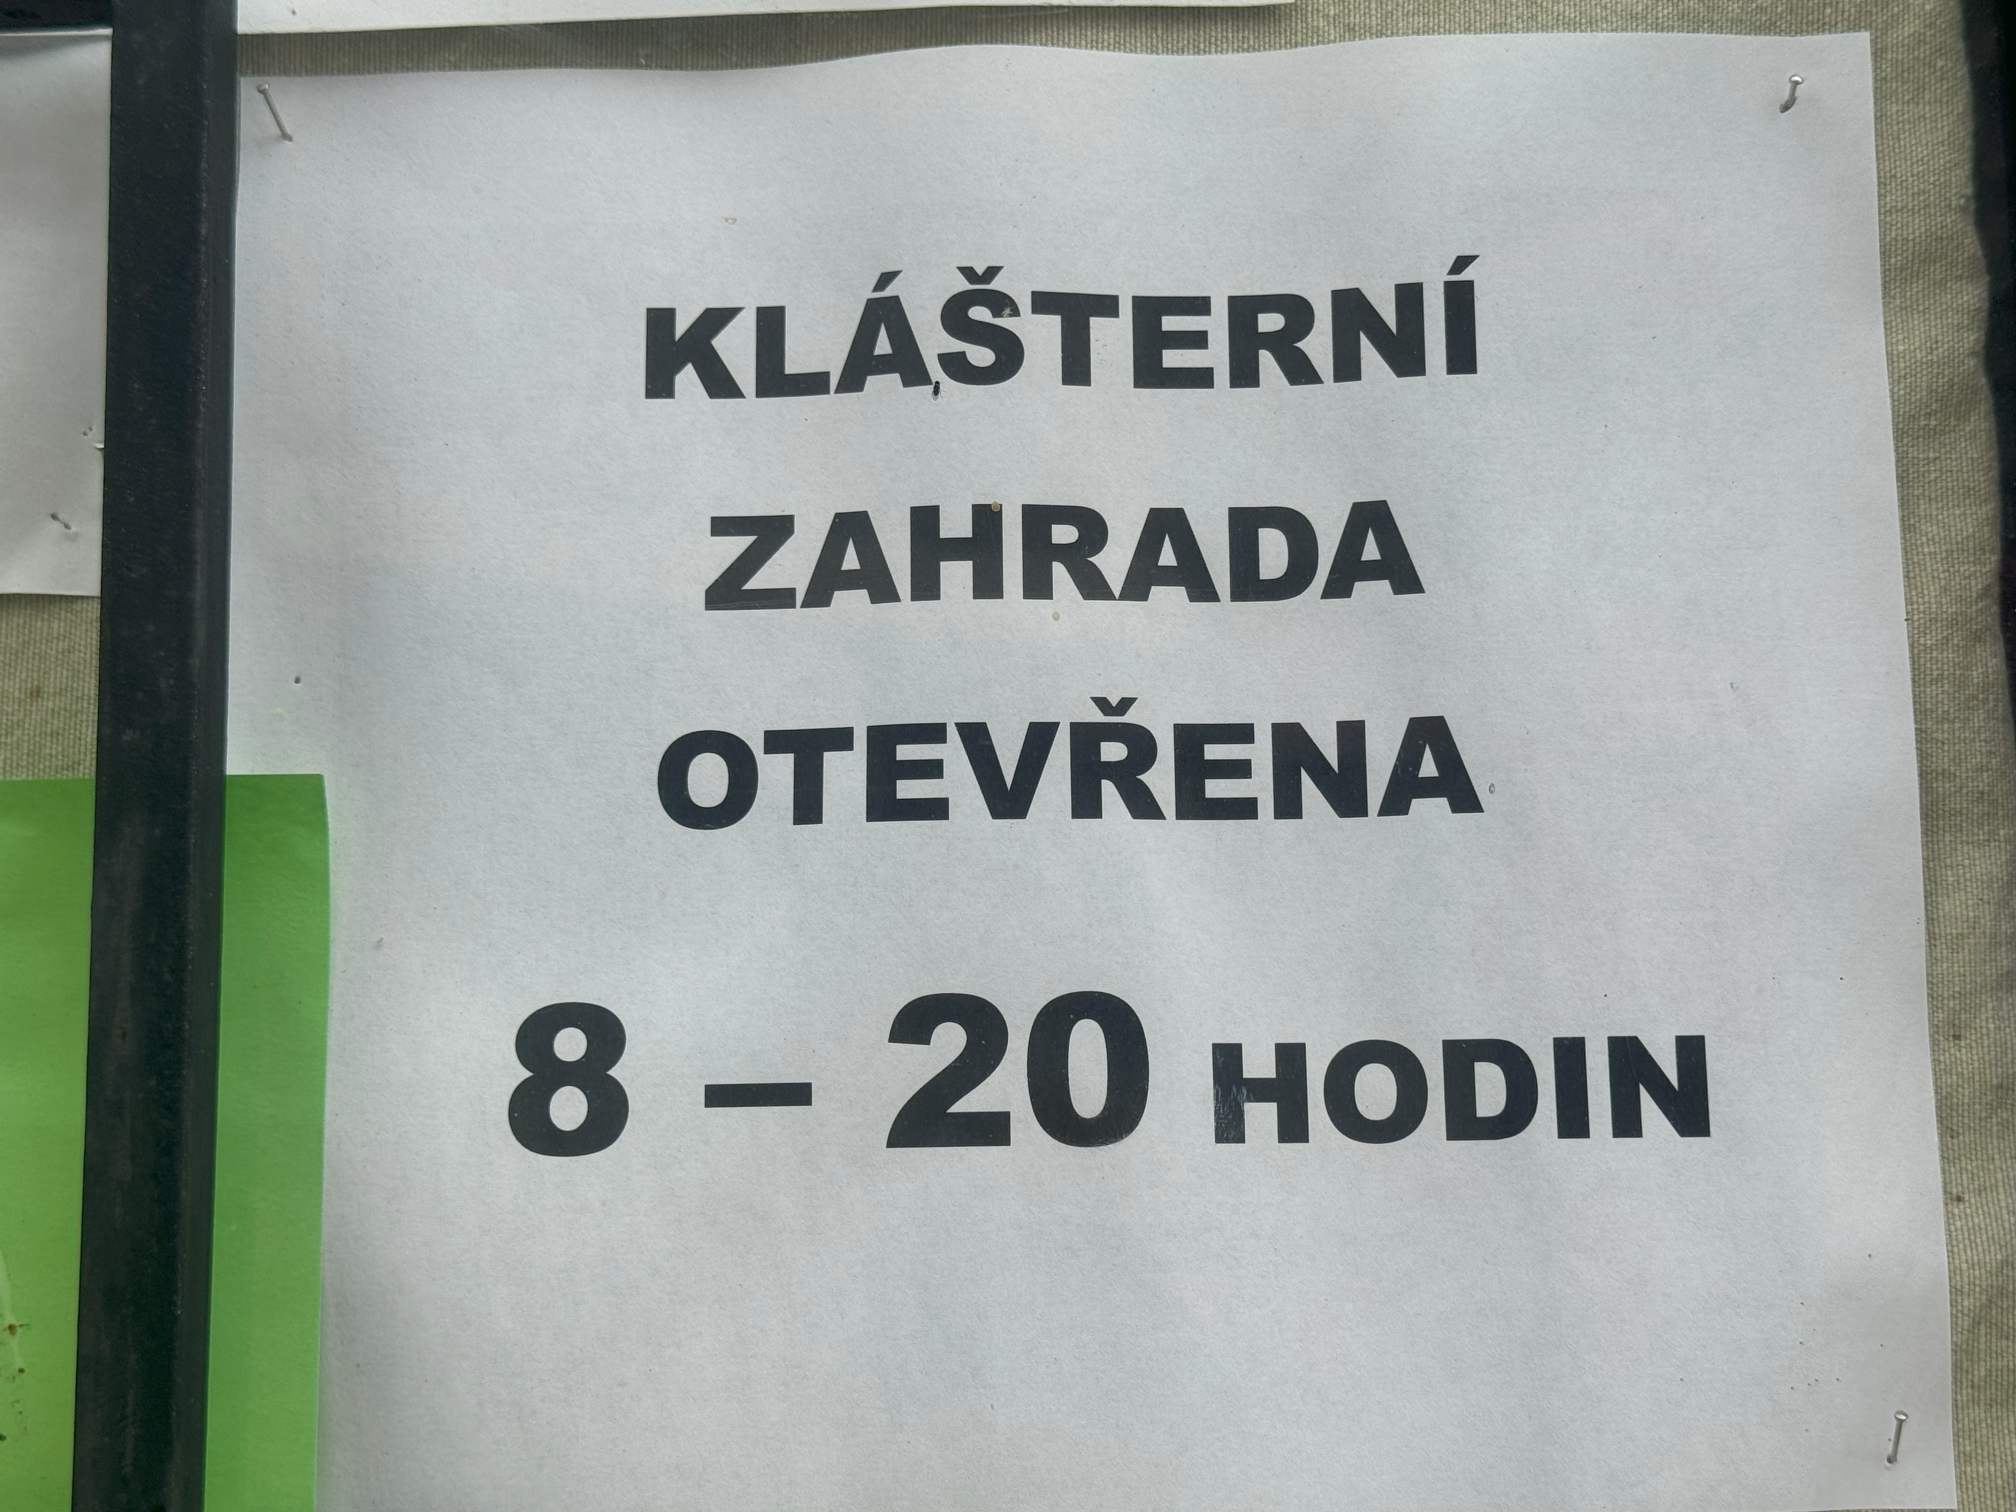 KLÁŠTERNÍ
ZAHRADA
OTEVŘENA
8 – 20 HODIN